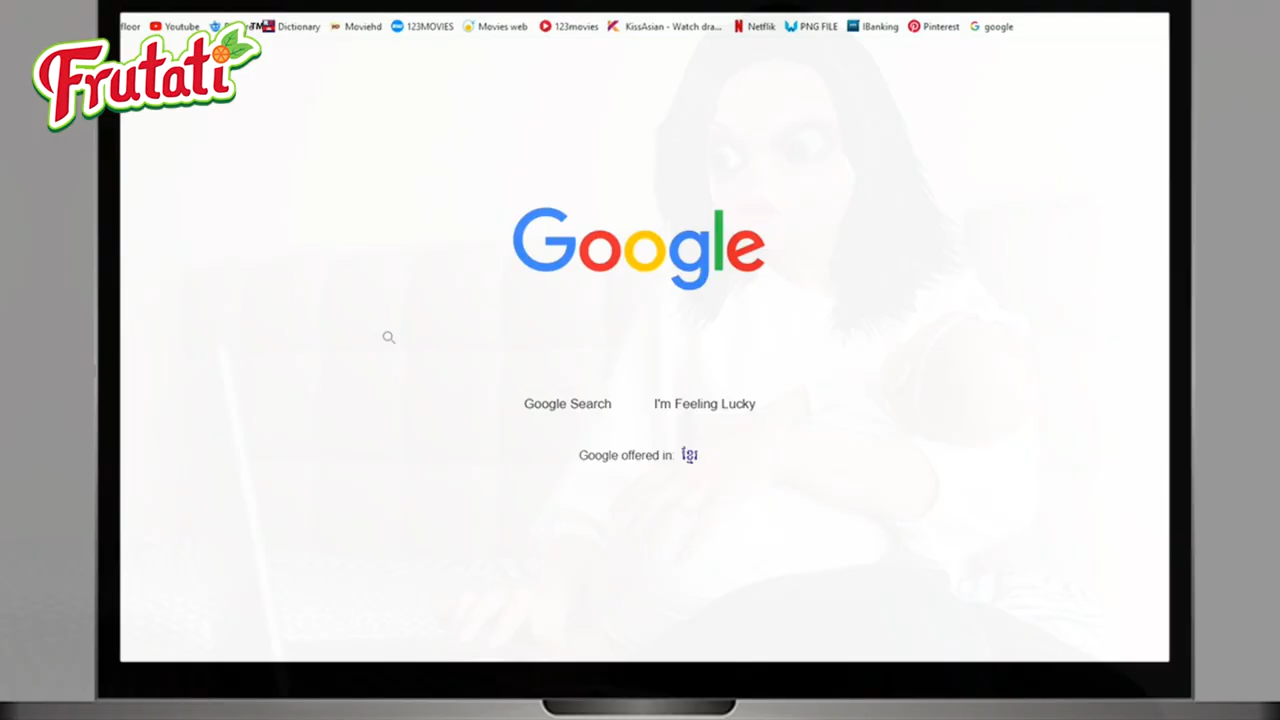 floor Youtube Dictionary Moviehd 123MOVIES Movies web 123movies KissAsian - Watch dra... Netflik PNG FILE IBanking Pinterest google
Frutati™
Google
Google Search I'm Feeling Lucky
Google offered in: ខ្មែរ